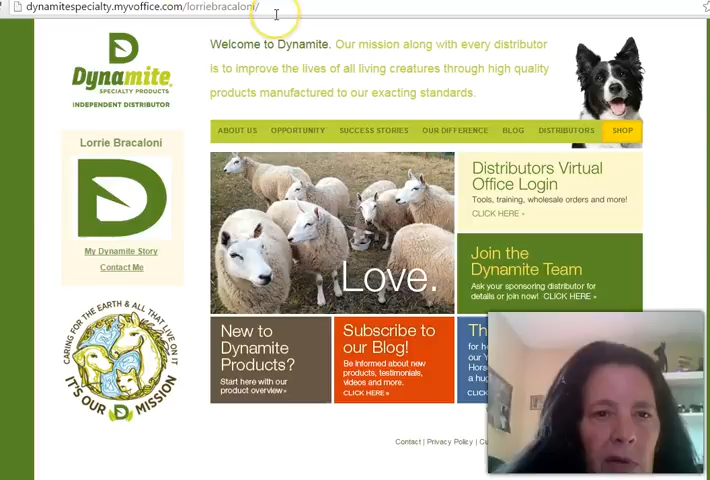 dynamitespecialty.myvoffice.com/lorriebracaloni/
Welcome to Dynamite. Our mission along with every distributor
is to improve the lives of all living creatures through high quality
products manufactured to our exacting standards.
Dynamite
SPECIALTY PRODUCTS
INDEPENDENT DISTRIBUTOR
ABOUT US OPPORTUNITY SUCCESS STORIES OUR DIFFERENCE BLOG DISTRIBUTORS SHOP
Lorrie Bracaloni
My Dynamite Story
Contact Me
CARING FOR THE EARTH & ALL THAT LIVE ON IT
IT'S OUR D MISSION
Love.
Distributors Virtual
Office Login
Tools, training, wholesale orders and more!
CLICK HERE ›
Join the
Dynamite Team
Ask your sponsoring distributor for
details or join now! CLICK HERE »
New to
Dynamite
Products?
Start here with our
product overview»
Subscribe to
our Blog!
Be informed about new
products, testimonials,
videos and more.
CLICK HERE»
for
our
a
CLICK
Contact | Privacy Policy |